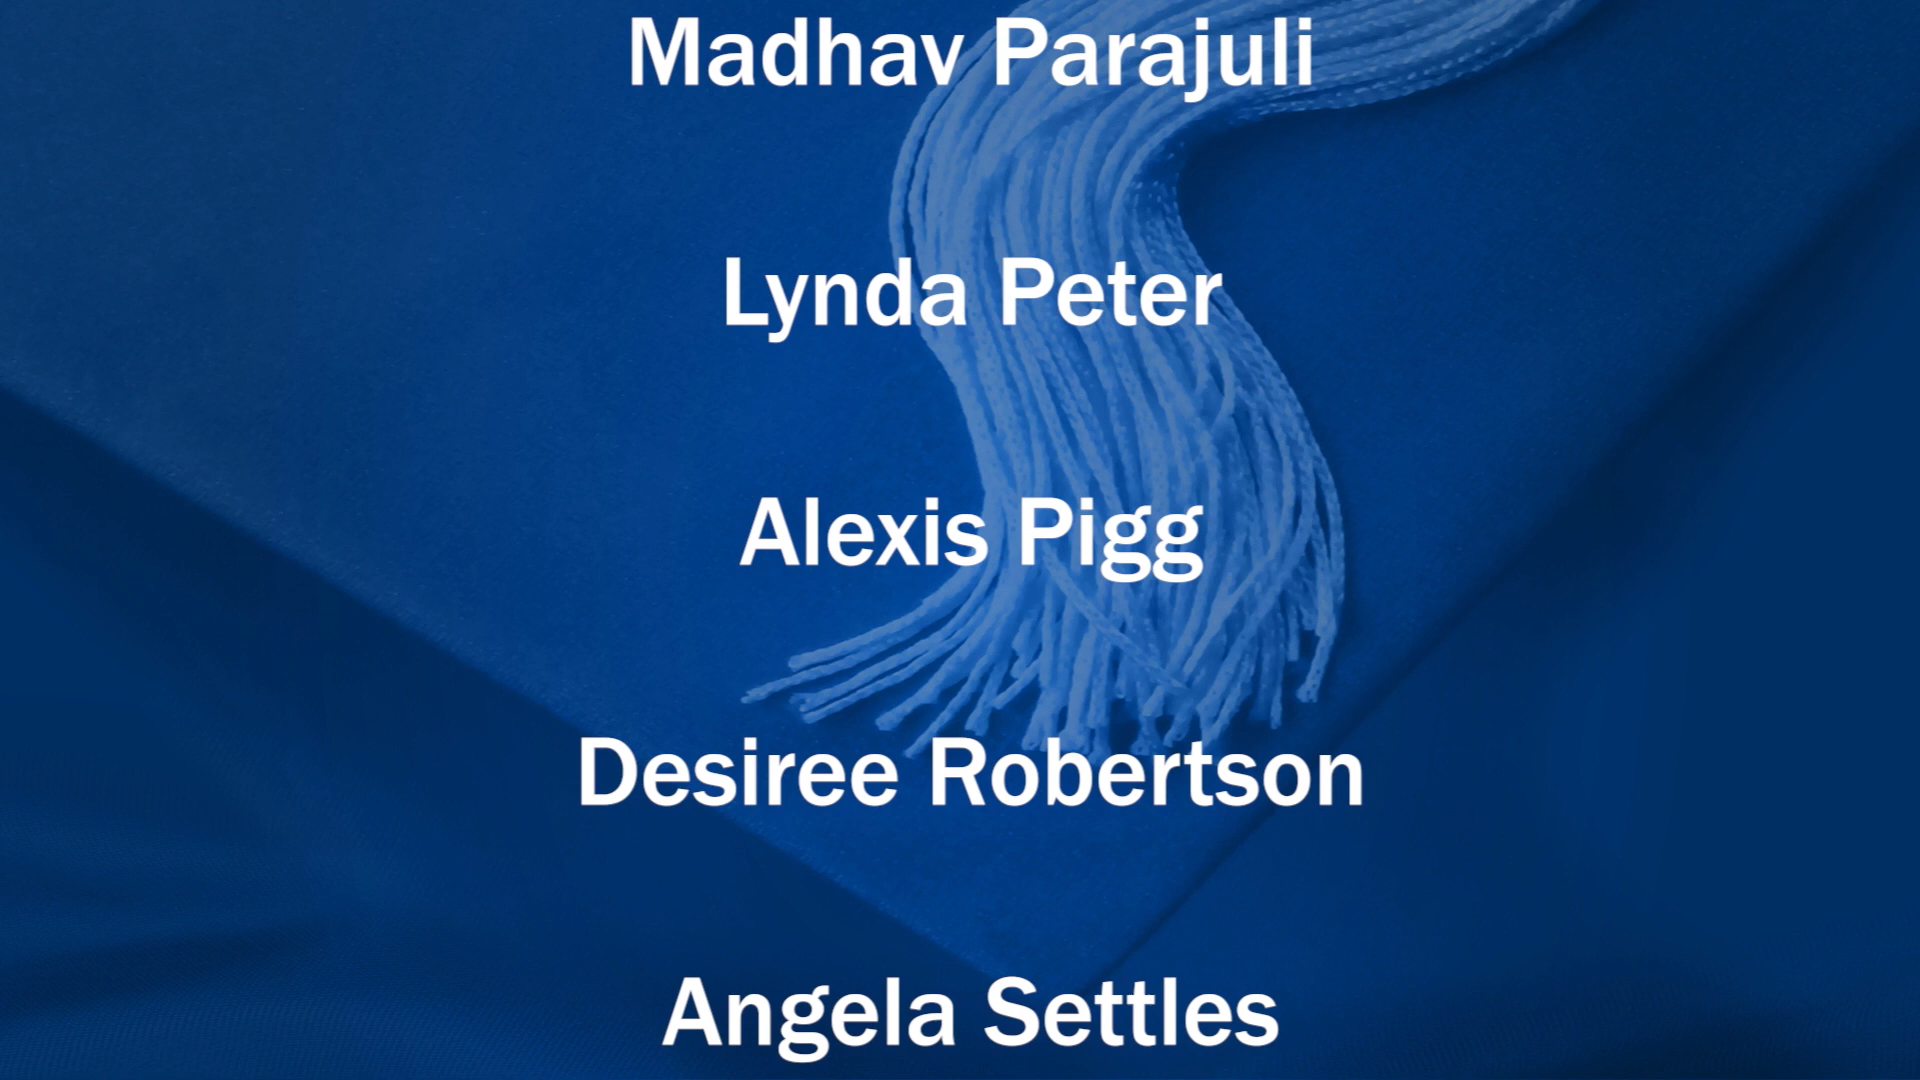 Madhav Parajuli
Lynda Peter
Alexis Pigg
Desiree Robertson
Angela Settles